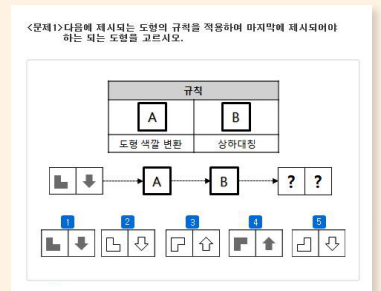 <문제1>다음에 제시되는 도형의 규칙을 적용하여 마지막에 제시되어야
하는 되는 도형을 고르시오.
규칙
A B
도형 색깔 변환 상하대칭
A B ? ?
1 2 3 4 5